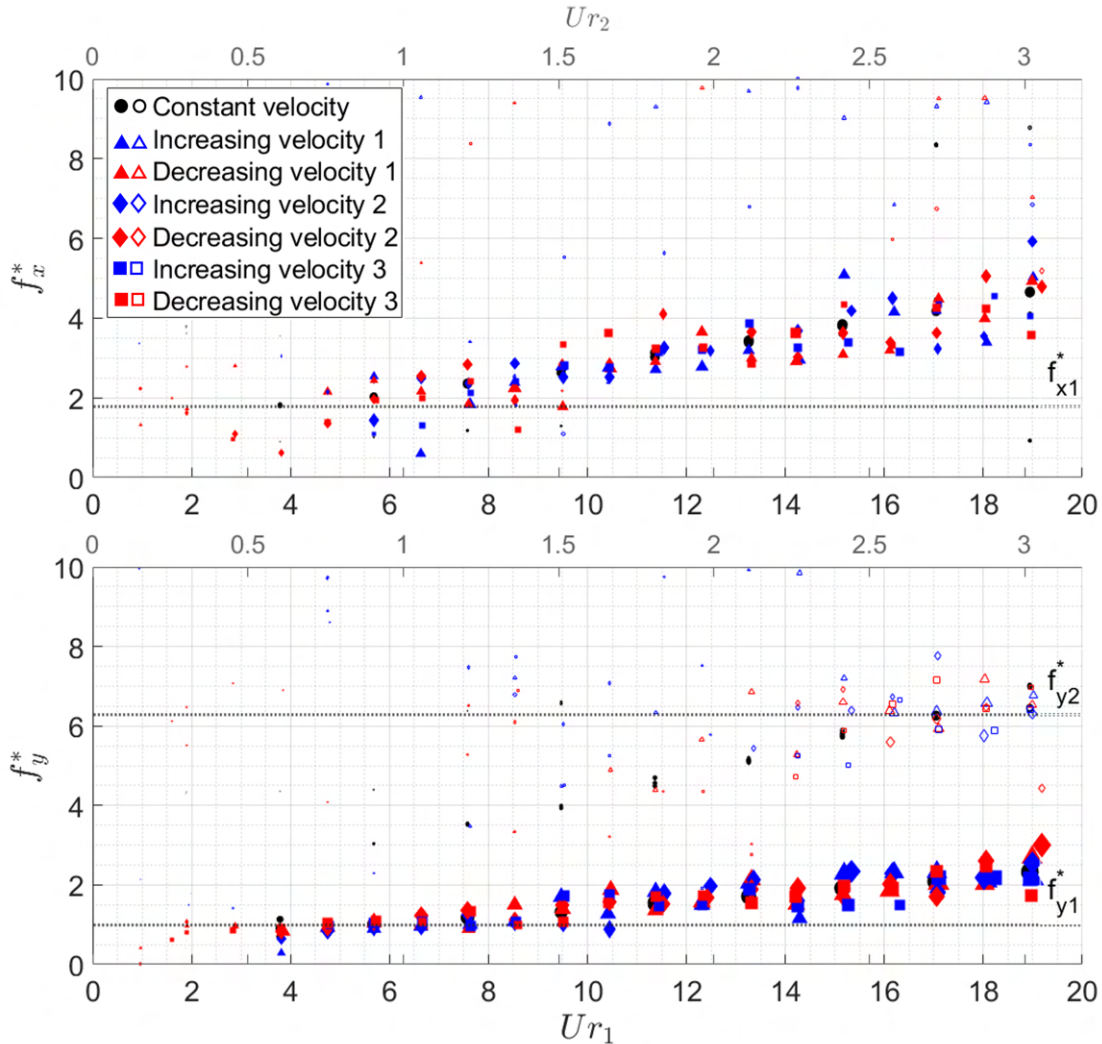 Ur₂
0 0.5 1 1.5 2 2.5 3
10
8
6
4
2
0
f*ₓ
Constant velocity
Increasing velocity 1
Decreasing velocity 1
Increasing velocity 2
Decreasing velocity 2
Increasing velocity 3
Decreasing velocity 3
f*ₓ₁
0 2 4 6 8 10 12 14 16 18 20
0 0.5 1 1.5 2 2.5 3
10
8
6
4
2
0
f*_y
f*_y2
f*_y1
0 2 4 6 8 10 12 14 16 18 20
Ur₁